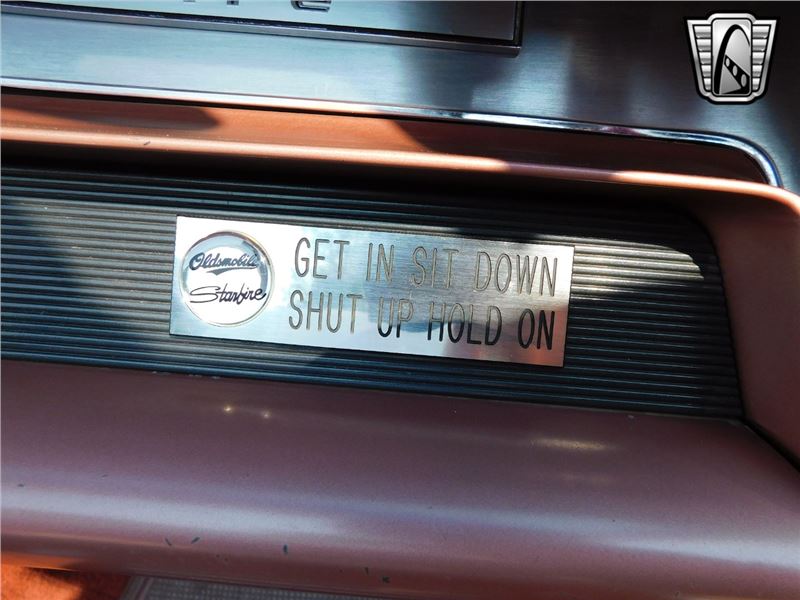 Oldsmobile
Starfire
GET IN SIT DOWN
SHUT UP HOLD ON